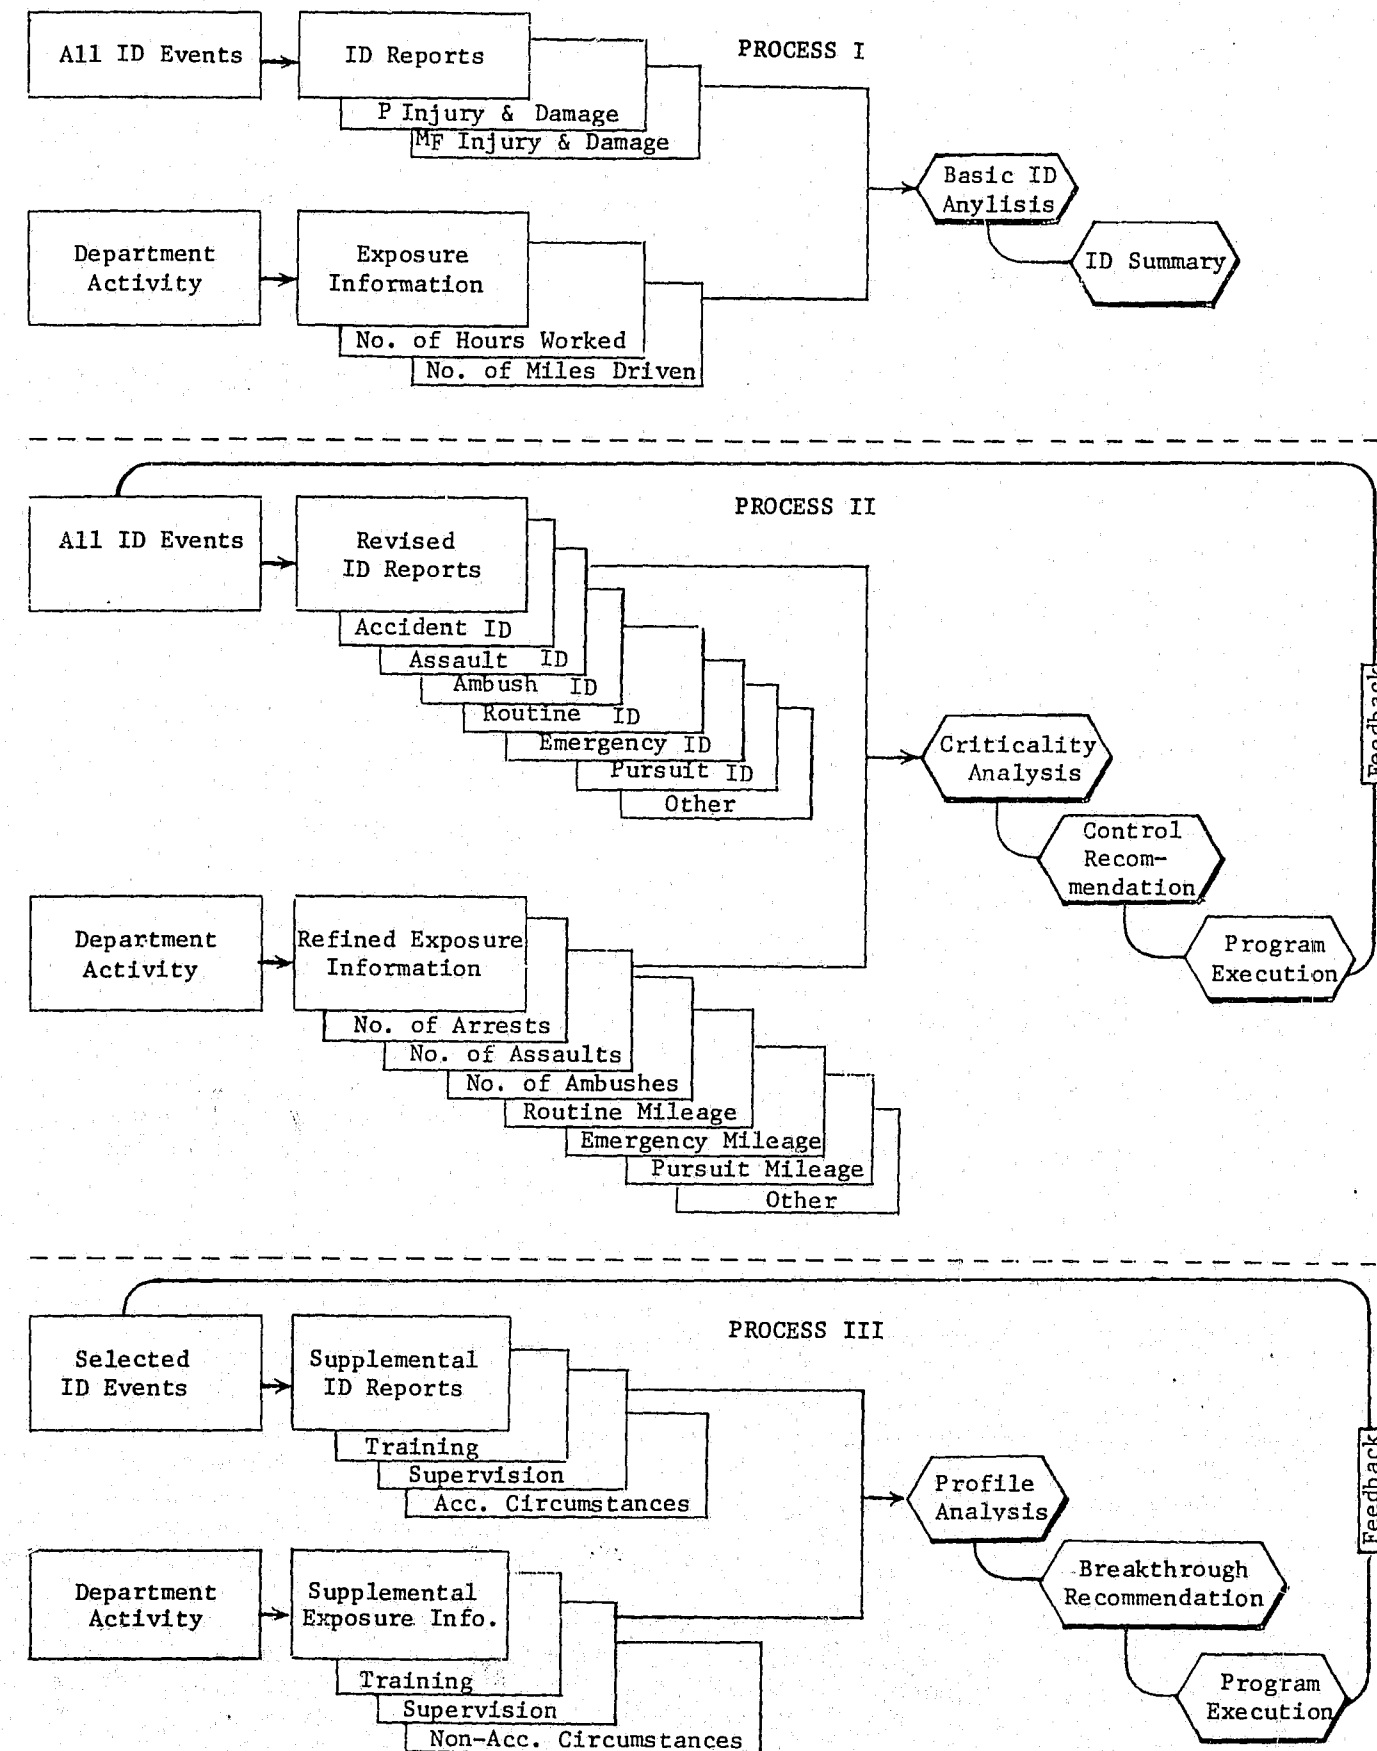 PROCESS I
All ID Events
ID Reports
P Injury & Damage
MF Injury & Damage
Basic ID
Anylisis
ID Summary
Department
Activity
Exposure
Information
No. of Hours Worked
No. of Miles Driven
PROCESS II
All ID Events
Revised
ID Reports
Accident ID
Assault ID
Ambush ID
Routine ID
Emergency ID
Pursuit ID
Other
Feedback
Criticality
Analysis
Control
Recom-
mendation
Program
Execution
Department
Activity
Refined Exposure
Information
No. of Arrests
No. of Assaults
No. of Ambushes
Routine Mileage
Emergency Mileage
Pursuit Mileage
Other
PROCESS III
Selected
ID Events
Supplemental
ID Reports
Training
Supervision
Acc. Circumstances
Feedback
Profile
Analysis
Breakthrough
Recommendation
Program
Execution
Department
Activity
Supplemental
Exposure Info.
Training
Supervision
Non-Acc. Circumstances